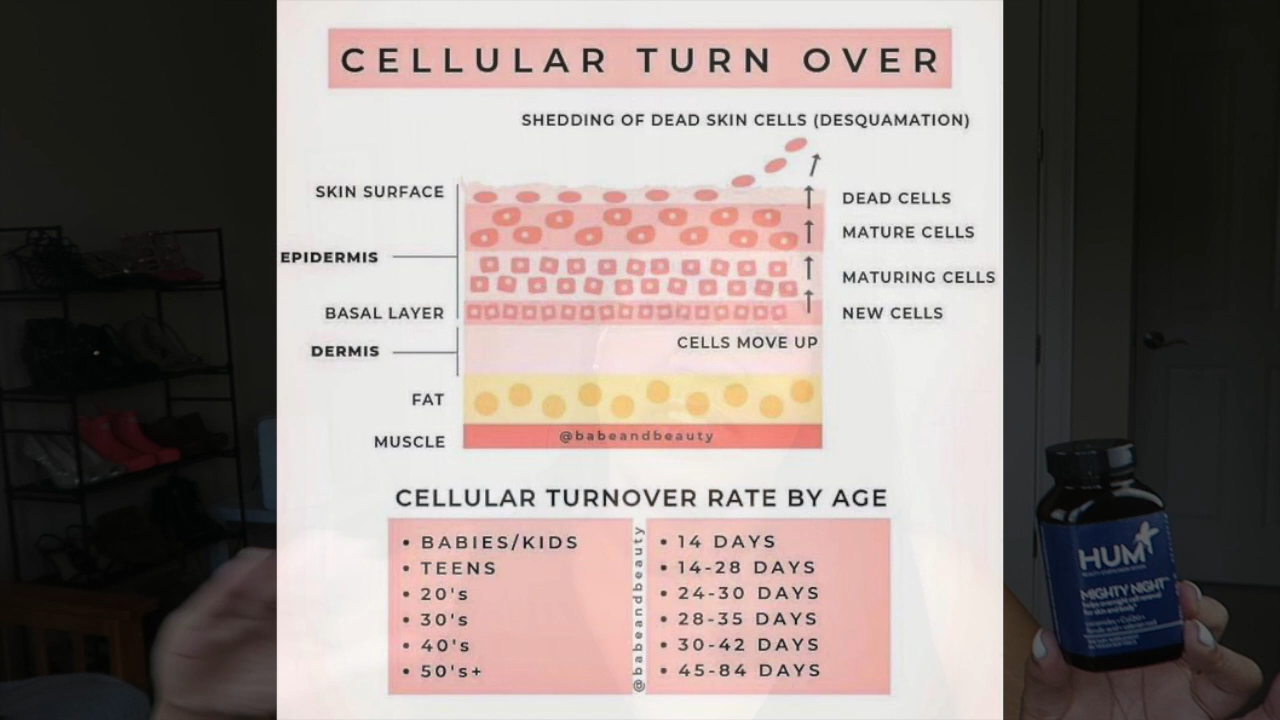 CELLULAR TURN OVER
SHEDDING OF DEAD SKIN CELLS (DESQUAMATION)
SKIN SURFACE
EPIDERMIS
BASAL LAYER
DERMIS
FAT
MUSCLE
DEAD CELLS
MATURE CELLS
MATURING CELLS
NEW CELLS
CELLS MOVE UP
@babeandbeauty
CELLULAR TURNOVER RATE BY AGE
• BABIES/KIDS
• TEENS
• 20's
• 30's
• 40's
• 50's+
@babeandbeauty
• 14 DAYS
• 14-28 DAYS
• 24-30 DAYS
• 28-35 DAYS
• 30-42 DAYS
• 45-84 DAYS
HUM
MIGHTY NIGHT™